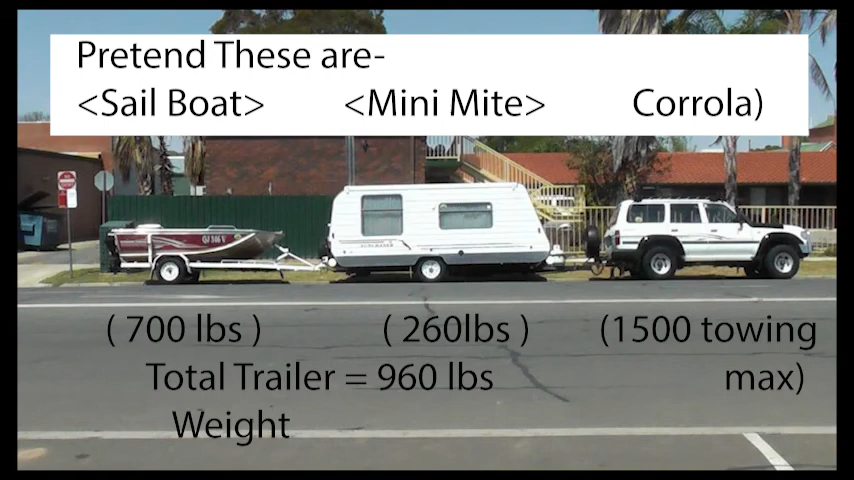 Pretend These are-
<Sail Boat> <Mini Mite> Corrola)
( 700 lbs ) ( 260lbs ) (1500 towing
Total Trailer = 960 lbs max)
Weight